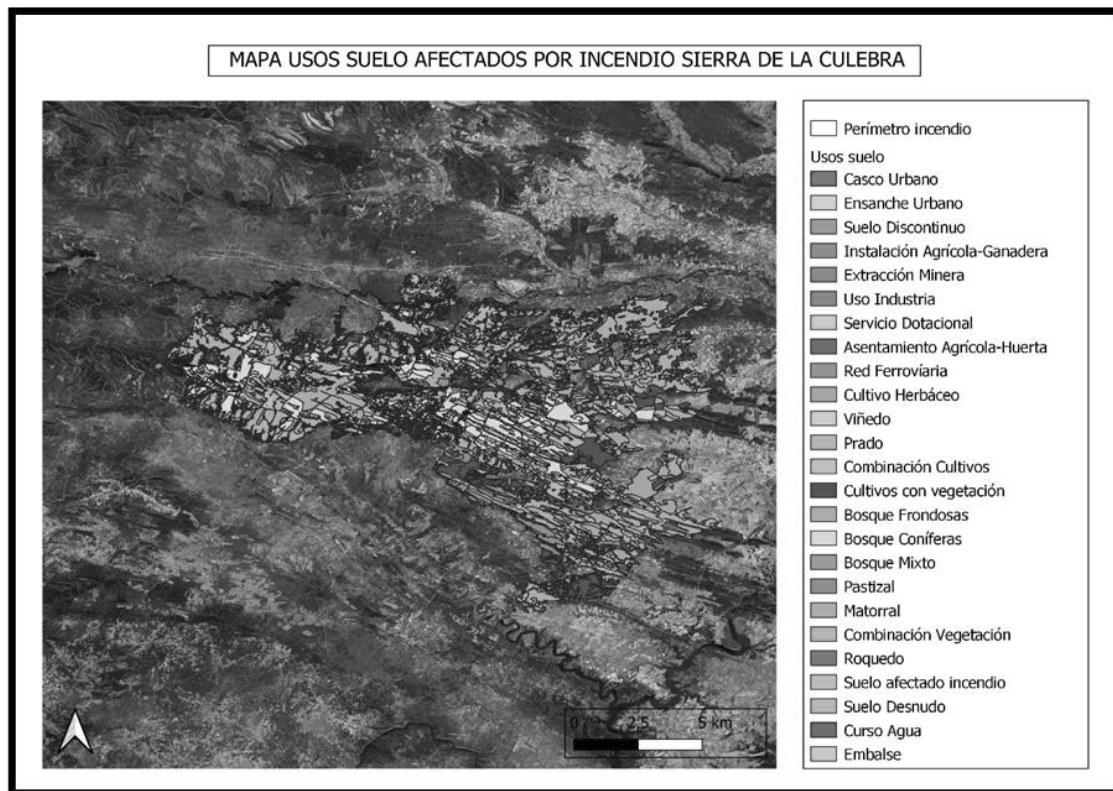 MAPA USOS SUELO AFECTADOS POR INCENDIO SIERRA DE LA CULEBRA
Perímetro incendio
Usos suelo
Casco Urbano
Ensanche Urbano
Suelo Discontinuo
Instalación Agrícola-Ganadera
Extracción Minera
Uso Industria
Servicio Dotacional
Asentamiento Agrícola-Huerta
Red Ferrovíaria
Cultivo Herbáceo
Viñedo
Prado
Combinación Cultivos
Cultivos con vegetación
Bosque Frondosas
Bosque Coníferas
Bosque Mixto
Pastizal
Matorral
Combinación Vegetación
Roquedo
Suelo afectado incendio
Suelo Desnudo
Curso Agua
Embalse
0 2,5 5 km